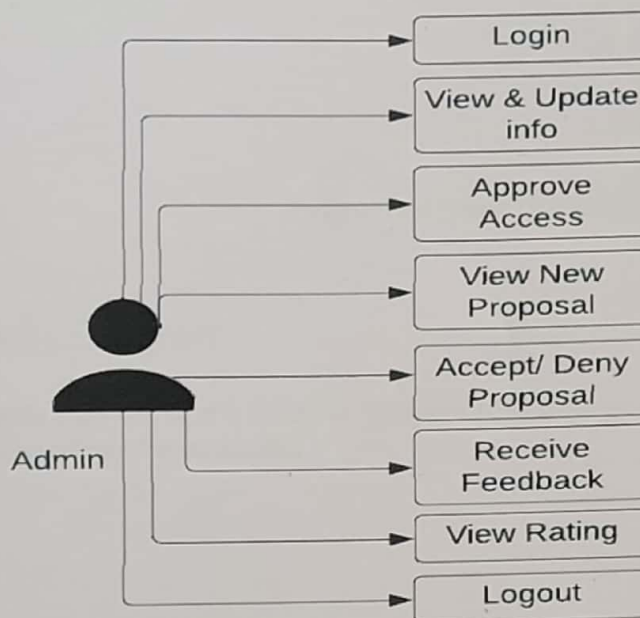 Login
View & Update
info
Approve
Access
View New
Proposal
Accept/ Deny
Proposal
Admin
Receive
Feedback
View Rating
Logout